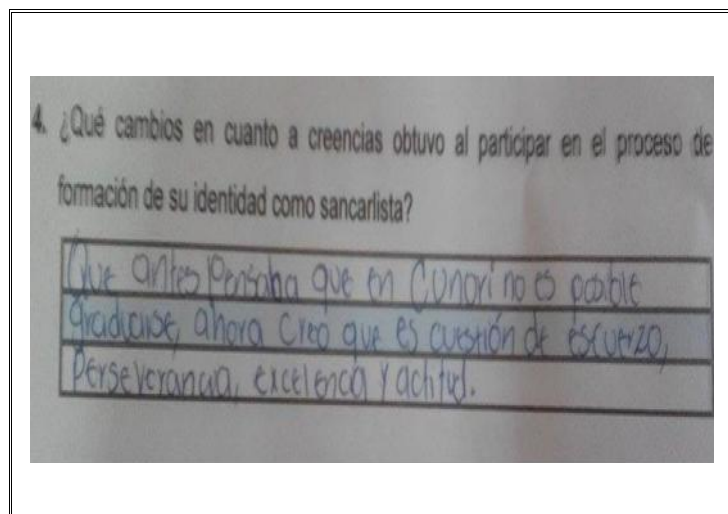 4. ¿Qué cambios en cuanto a creencias obtuvo al participar en el proceso de
formación de su identidad como sancarlista?
Que antes pensaba que en Cunori no es posible
graduarse, ahora creo que es cuestión de esfuerzo,
Perseverancia, excelencia y actitud.